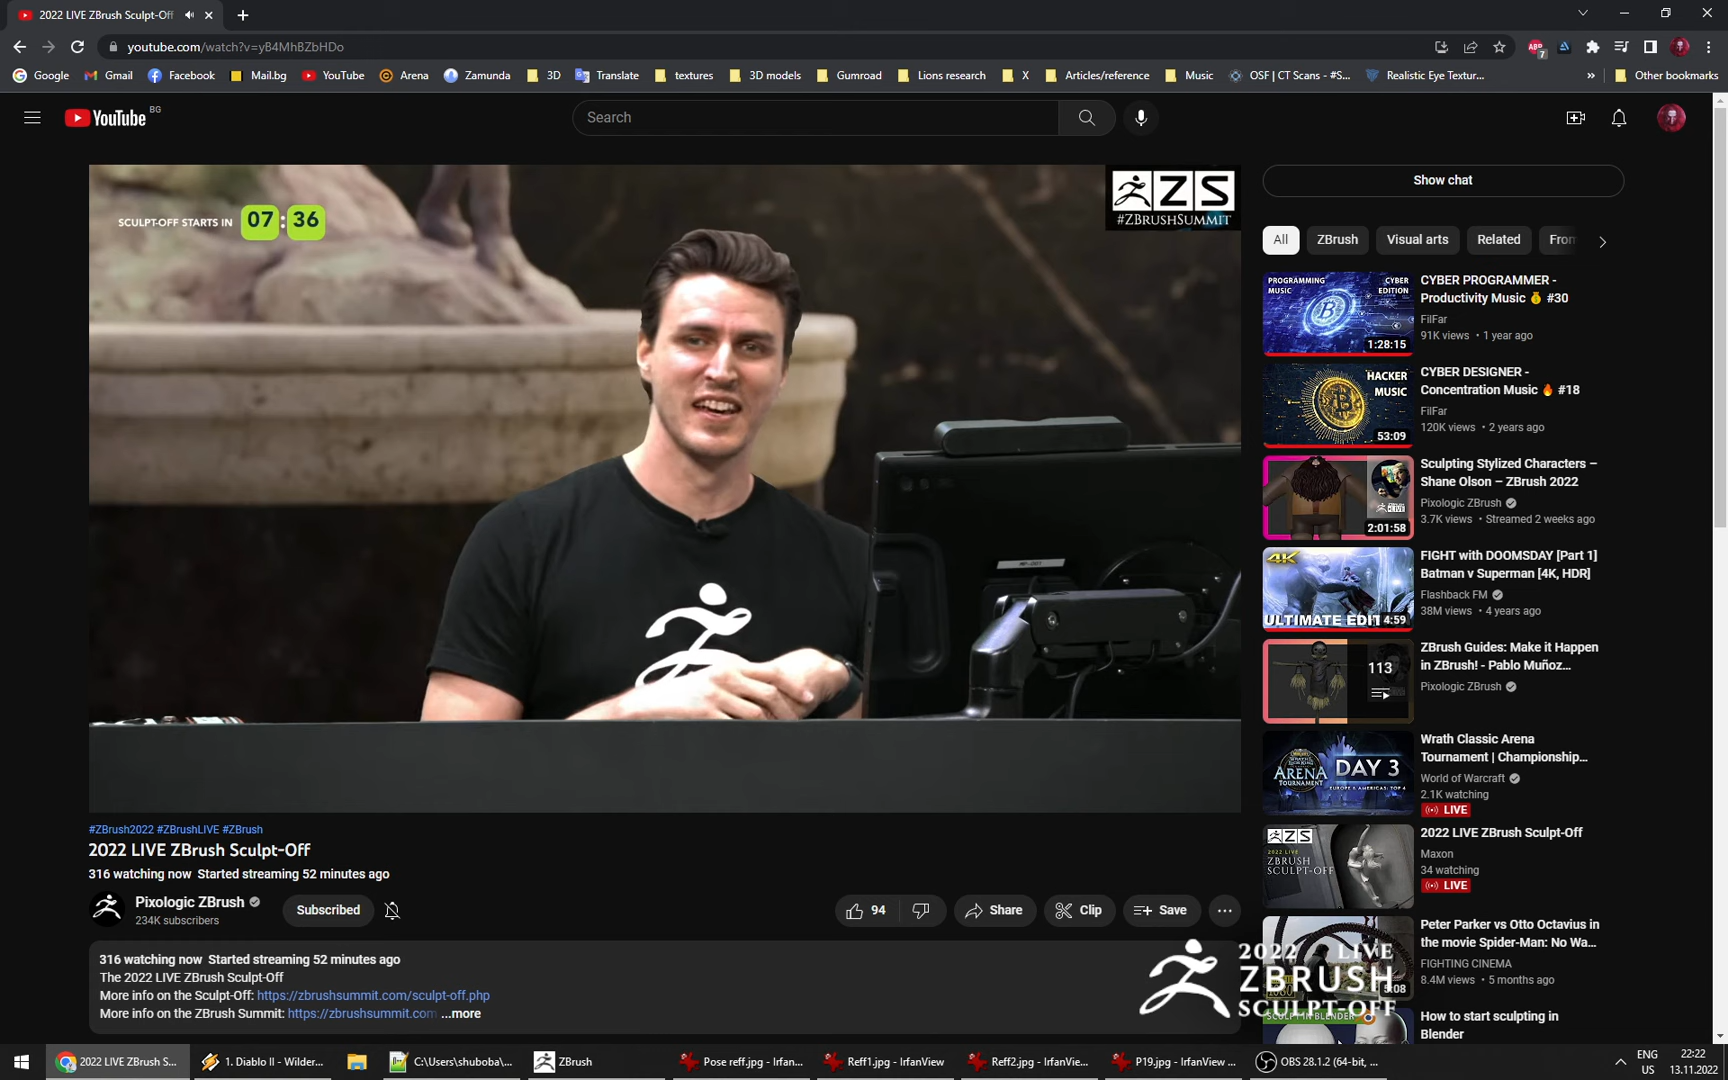 2022 LIVE ZBrush Sculpt-Off
youtube.com/watch?v=yB4MhBZbHDo
ABP
7
Google
Gmail
Facebook
Mail.bg
YouTube
Arena
Zamunda
3D
Translate
textures
3D models
Gumroad
Lions research
X
Articles/reference
Music
OSF | CT Scans - #S...
Realistic Eye Textur...
»
Other bookmarks
YouTube BG
Search
SCULPT-OFF STARTS IN 07:36
ZS
#ZBRUSHSUMMIT
Show chat
All
ZBrush
Visual arts
Related
From
PROGRAMMING MUSIC
CYBER EDITION
1:28:15
CYBER PROGRAMMER -
Productivity Music 🥇 #30
FilFar
91K views • 1 year ago
HACKER MUSIC
53:09
CYBER DESIGNER -
Concentration Music 🔥 #18
FilFar
120K views • 2 years ago
2:01:58
Sculpting Stylized Characters –
Shane Olson – ZBrush 2022
Pixologic ZBrush
3.7K views • Streamed 2 weeks ago
4K
ULTIMATE EDIT
4:59
FIGHT with DOOMSDAY [Part 1]
Batman v Superman [4K, HDR]
Flashback FM
38M views • 4 years ago
113
ZBrush Guides: Make it Happen
in ZBrush! - Pablo Muñoz...
Pixologic ZBrush
ARENA
TOURNAMENT
DAY 3
EUROPE & AMERICAS: TOP 4
Wrath Classic Arena
Tournament | Championship...
World of Warcraft
2.1K watching
LIVE
ZS
2022 LIVE
ZBRUSH
SCULPT-OFF
2022 LIVE ZBrush Sculpt-Off
Maxon
34 watching
LIVE
5:08
Peter Parker vs Otto Octavius in
the movie Spider-Man: No Wa...
FIGHTING CINEMA
8.4M views • 5 months ago
SCULPT IN BLENDER
How to start sculpting in
Blender
#ZBrush2022 #ZBrushLIVE #ZBrush
2022 LIVE ZBrush Sculpt-Off
316 watching now Started streaming 52 minutes ago
Pixologic ZBrush
234K subscribers
Subscribed
94
Share
Clip
Save
316 watching now Started streaming 52 minutes ago
The 2022 LIVE ZBrush Sculpt-Off
More info on the Sculpt-Off: https://zbrushsummit.com/sculpt-off.php
More info on the ZBrush Summit: https://zbrushsummit.com ...more
2022 LIVE
ZBRUSH
SCULPT-OFF
2022 LIVE ZBrush S...
1. Diablo II - Wilder...
C:\Users\shuboba\...
ZBrush
Pose reff.jpg - Irfan...
Reff1.jpg - IrfanView
Reff2.jpg - IrfanVie...
P19.jpg - IrfanView ...
OBS 28.1.2 (64-bit, ...
ENG
US
22:22
13.11.2022